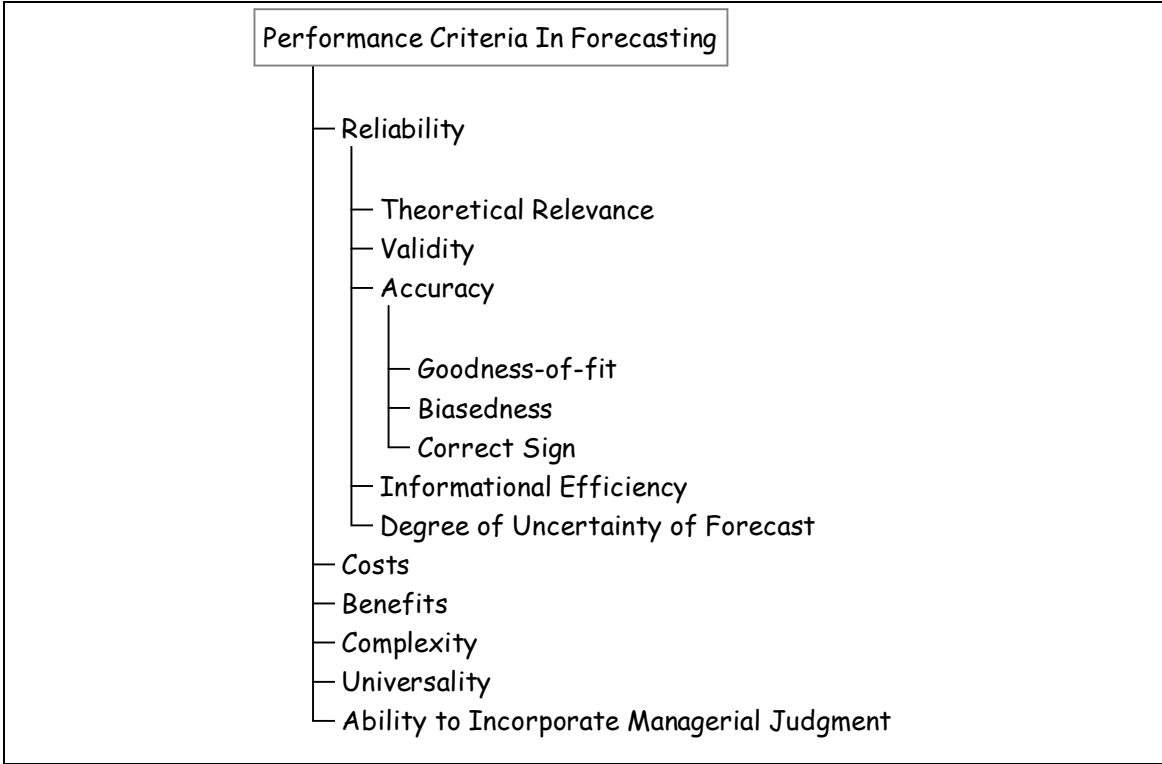 Performance Criteria In Forecasting
Reliability
Theoretical Relevance
Validity
Accuracy
Goodness-of-fit
Biasedness
Correct Sign
Informational Efficiency
Degree of Uncertainty of Forecast
Costs
Benefits
Complexity
Universality
Ability to Incorporate Managerial Judgment